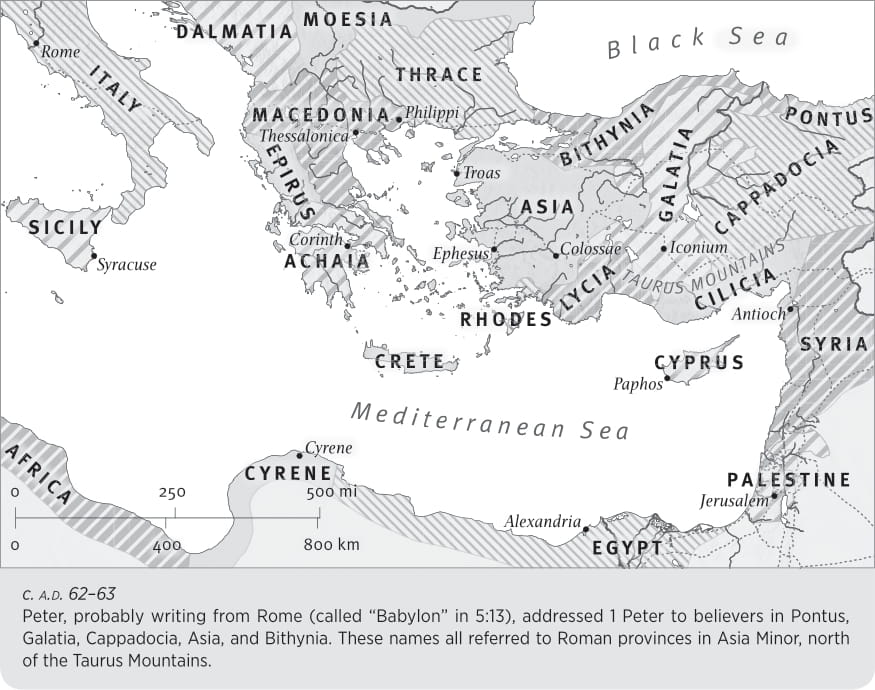 MOESIA
DALMATIA
Black Sea
Rome
ITALY
THRACE
MACEDONIA
Philippi
Thessalonica
BITHYNIA
PONTUS
EPIRUS
GALATIA
CAPPADOCIA
Troas
ASIA
SICILY
Syracuse
Corinth
ACHAIA
Ephesus
Colossae
Iconium
TAURUS MOUNTAINS
LYCIA
CILICIA
Antioch
RHODES
SYRIA
CRETE
CYPRUS
Paphos
Mediterranean Sea
AFRICA
Cyrene
CYRENE
PALESTINE
Jerusalem
Alexandria
EGYPT
0 250 500 mi
0 400 800 km
C. A.D. 62–63
Peter, probably writing from Rome (called “Babylon” in 5:13), addressed 1 Peter to believers in Pontus,
Galatia, Cappadocia, Asia, and Bithynia. These names all referred to Roman provinces in Asia Minor, north
of the Taurus Mountains.